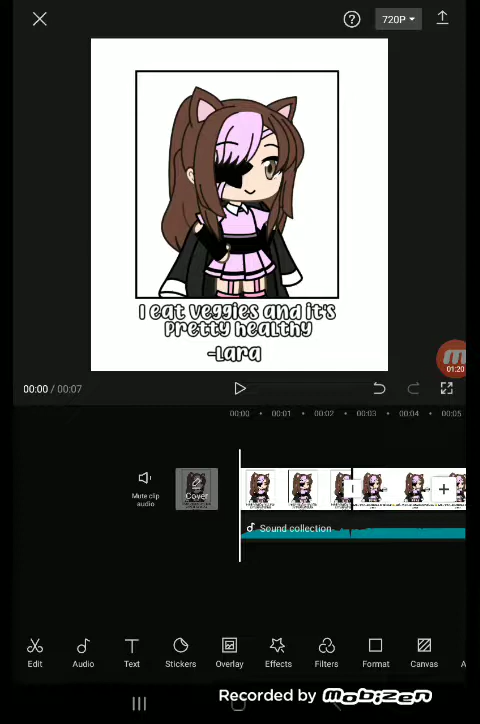 720P
I eat veggies and it's
pretty healthy
-Lara
01:20
00:00 / 00:07
00:00 00:01 00:02 00:03 00:04 00:05
Mute clip
audio
Cover
Sound collection
Edit Audio Text Stickers Overlay Effects Filters Format Canvas
Recorded by mobizen